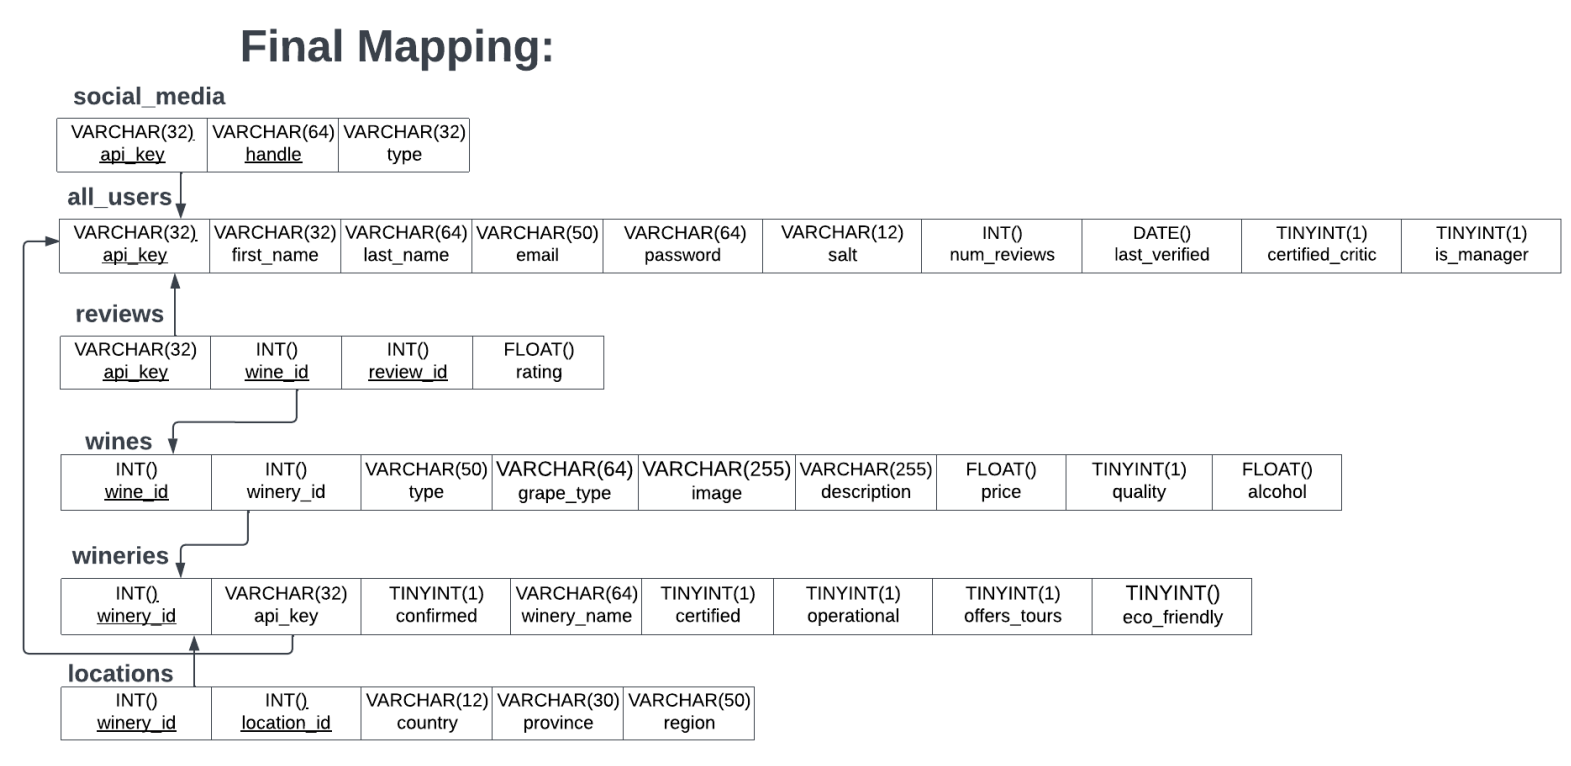 Final Mapping:
social_media
VARCHAR(32) VARCHAR(64) VARCHAR(32)
api_key handle type
all_users
VARCHAR(32) VARCHAR(32) VARCHAR(64) VARCHAR(50) VARCHAR(64) VARCHAR(12) INT() DATE() TINYINT(1) TINYINT(1)
api_key first_name last_name email password salt num_reviews last_verified certified_critic is_manager
reviews
VARCHAR(32) INT() INT() FLOAT()
api_key wine_id review_id rating
wines
INT() INT() VARCHAR(50) VARCHAR(64) VARCHAR(255) VARCHAR(255) FLOAT() TINYINT(1) FLOAT()
wine_id winery_id type grape_type image description price quality alcohol
wineries
INT() VARCHAR(32) TINYINT(1) VARCHAR(64) TINYINT(1) TINYINT(1) TINYINT(1) TINYINT()
winery_id api_key confirmed winery_name certified operational offers_tours eco_friendly
locations
INT() INT() VARCHAR(12) VARCHAR(30) VARCHAR(50)
winery_id location_id country province region